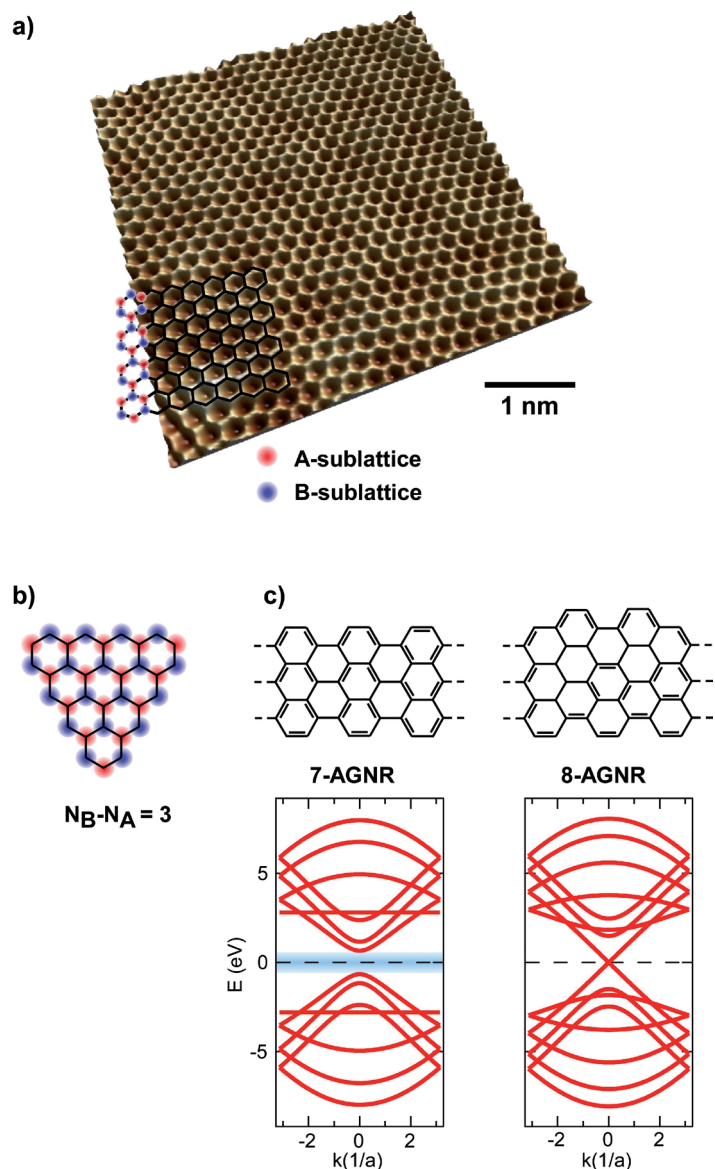 a)
1 nm
A-sublattice
B-sublattice
b)
N_B-N_A = 3
c)
7-AGNR
8-AGNR
E (eV)
5
0
-5
-2
0
2
k(1/a)
-2
0
2
k(1/a)